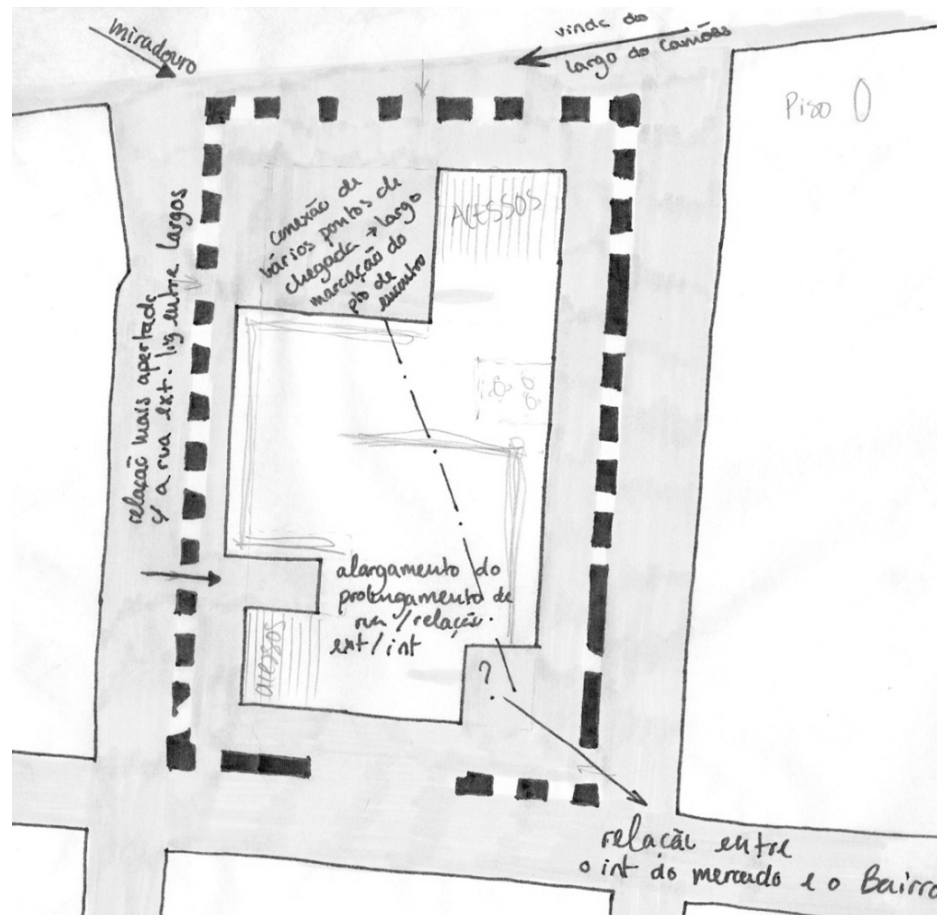 miradouro
vinda do
largo do Camões
Piso 0
ACESSOS
conexão de
vários pontos de
chegada → largo
marcação do
pto de
encontro
relação mais apertada
c/ a rua ext. lig entre largos
alargamento do
prolongamento de
rua / relação
ext/int
acessos
?
relação entre
o int do mercado e o Bairro